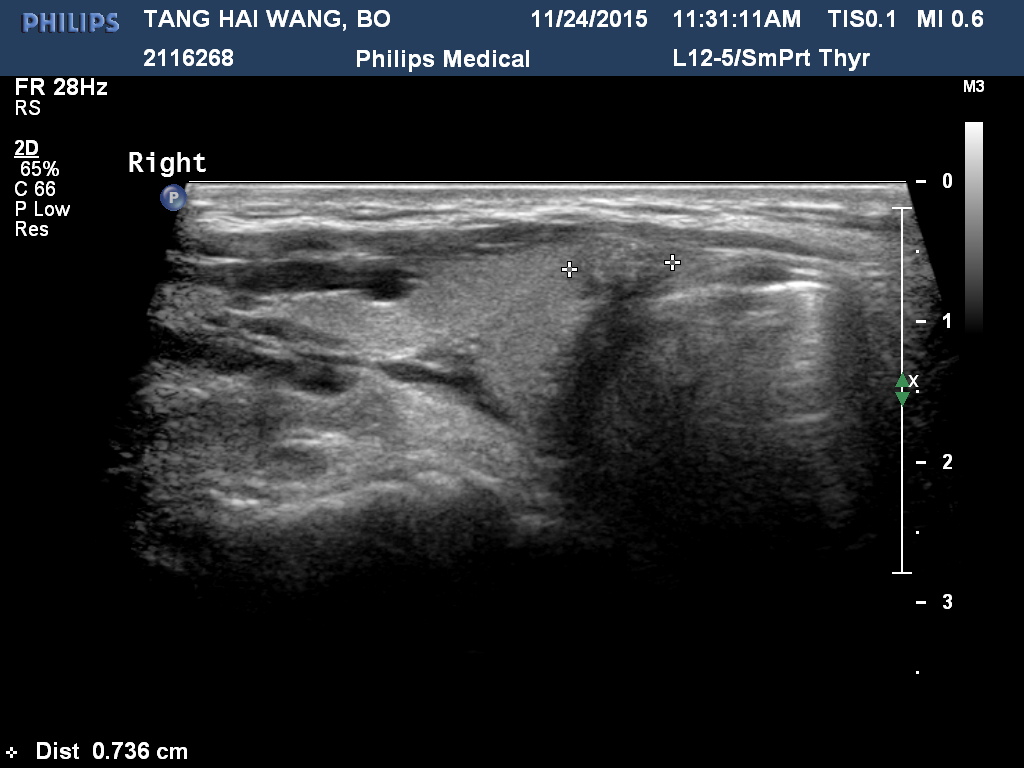 PHILIPS TANG HAI WANG, BO 11/24/2015 11:31:11AM TIS0.1 MI 0.6
2116268 Philips Medical L12-5/SmPrt Thyr
FR 28Hz
RS
M3
2D
65%
C 66
P Low
Res
Right
P
0
1
X
2
3
Dist 0.736 cm